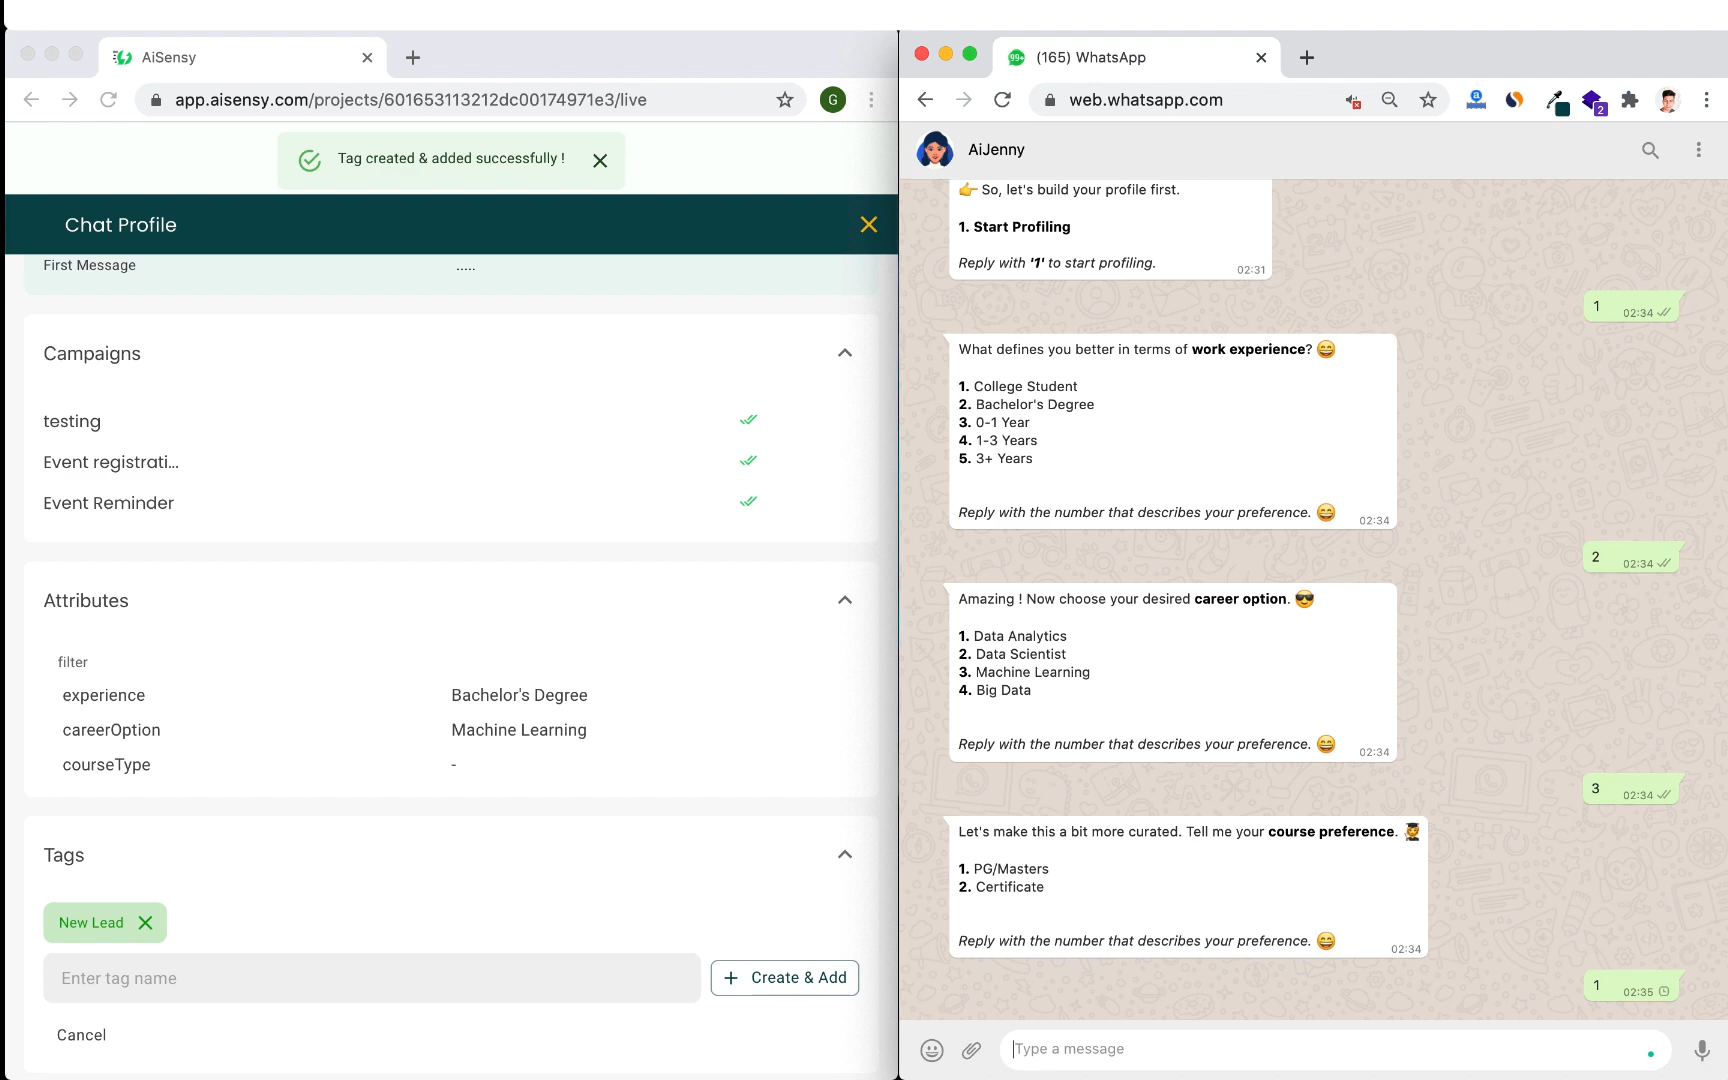 AiSensy
app.aisensy.com/projects/601653113212dc00174971e3/live
G
Tag created & added successfully !
Chat Profile
First Message
.....
Campaigns
testing
Event registrati...
Event Reminder
Attributes
filter
experience
Bachelor's Degree
careerOption
Machine Learning
courseType
-
Tags
New Lead
Enter tag name
+ Create & Add
Cancel
99+
(165) WhatsApp
web.whatsapp.com
a
2
AiJenny
👉 So, let's build your profile first.
1. Start Profiling
Reply with '1' to start profiling.
02:31
1
02:34
What defines you better in terms of work experience? 😄
1. College Student
2. Bachelor's Degree
3. 0-1 Year
4. 1-3 Years
5. 3+ Years
Reply with the number that describes your preference. 😄
02:34
2
02:34
Amazing ! Now choose your desired career option. 😎
1. Data Analytics
2. Data Scientist
3. Machine Learning
4. Big Data
Reply with the number that describes your preference. 😄
02:34
3
02:34
Let's make this a bit more curated. Tell me your course preference. 👩‍🎓
1. PG/Masters
2. Certificate
Reply with the number that describes your preference. 😄
02:34
1
02:35
Type a message